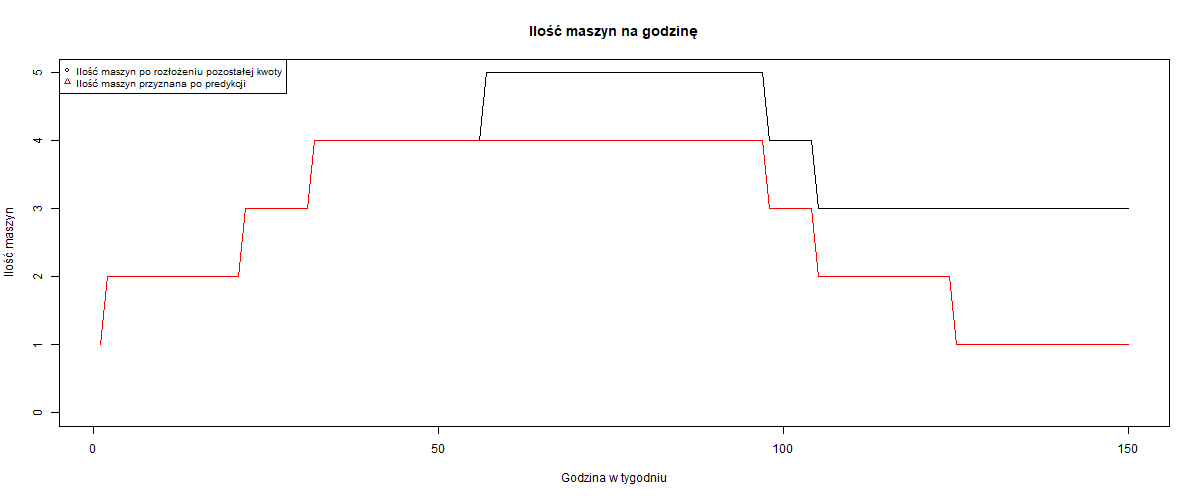 Ilość maszyn na godzinę
Ilość maszyn po rozłożeniu pozostałej kwoty
Ilość maszyn przyznana po predykcji
Ilość maszyn
5
4
3
2
1
0
0 50 100 150
Godzina w tygodniu